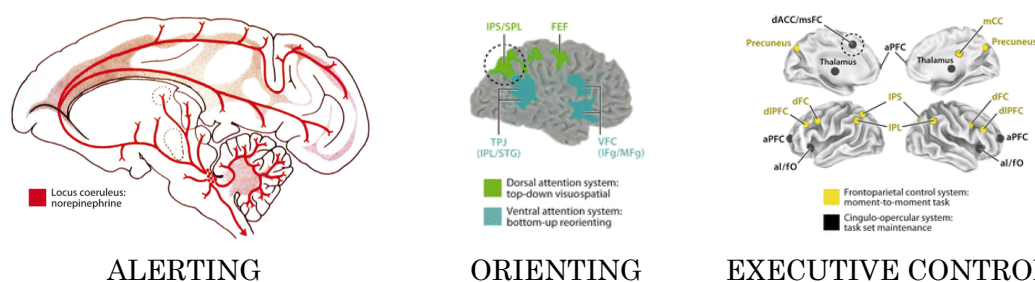 Locus coeruleus:
norepinephrine
ALERTING
IPS/SPL
FEF
TPJ
(IPL/STG)
VFC
(IFg/MFg)
Dorsal attention system:
top-down visuospatial
Ventral attention system:
bottom-up reorienting
ORIENTING
dACC/msFC
mCC
Precuneus
aPFC
Precuneus
Thalamus
Thalamus
dFC
IPS
dFC
dlPFC
dlPFC
IPL
aPFC
aPFC
aI/fO
aI/fO
Frontoparietal control system:
moment-to-moment task
Cingulo-opercular system:
task set maintenance
EXECUTIVE CONTRO